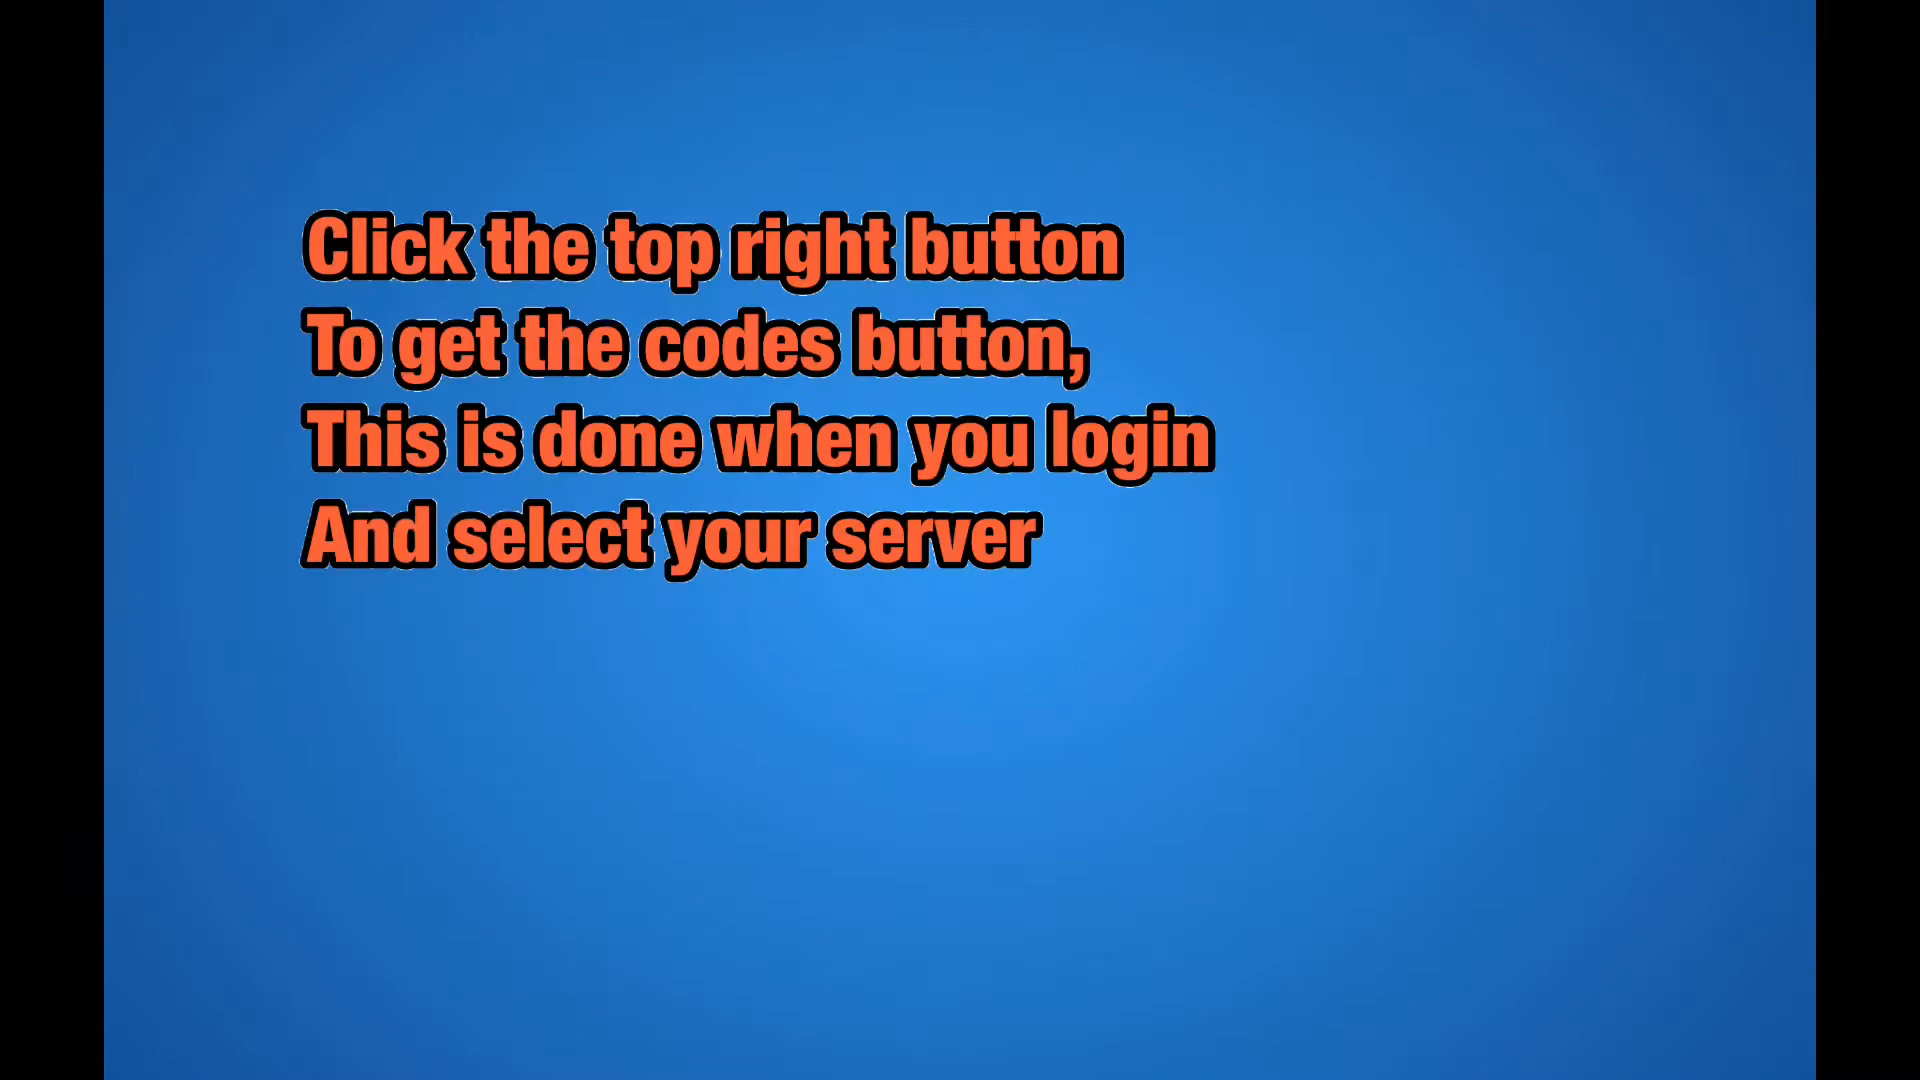 Click the top right button
To get the codes button,
This is done when you login
And select your server